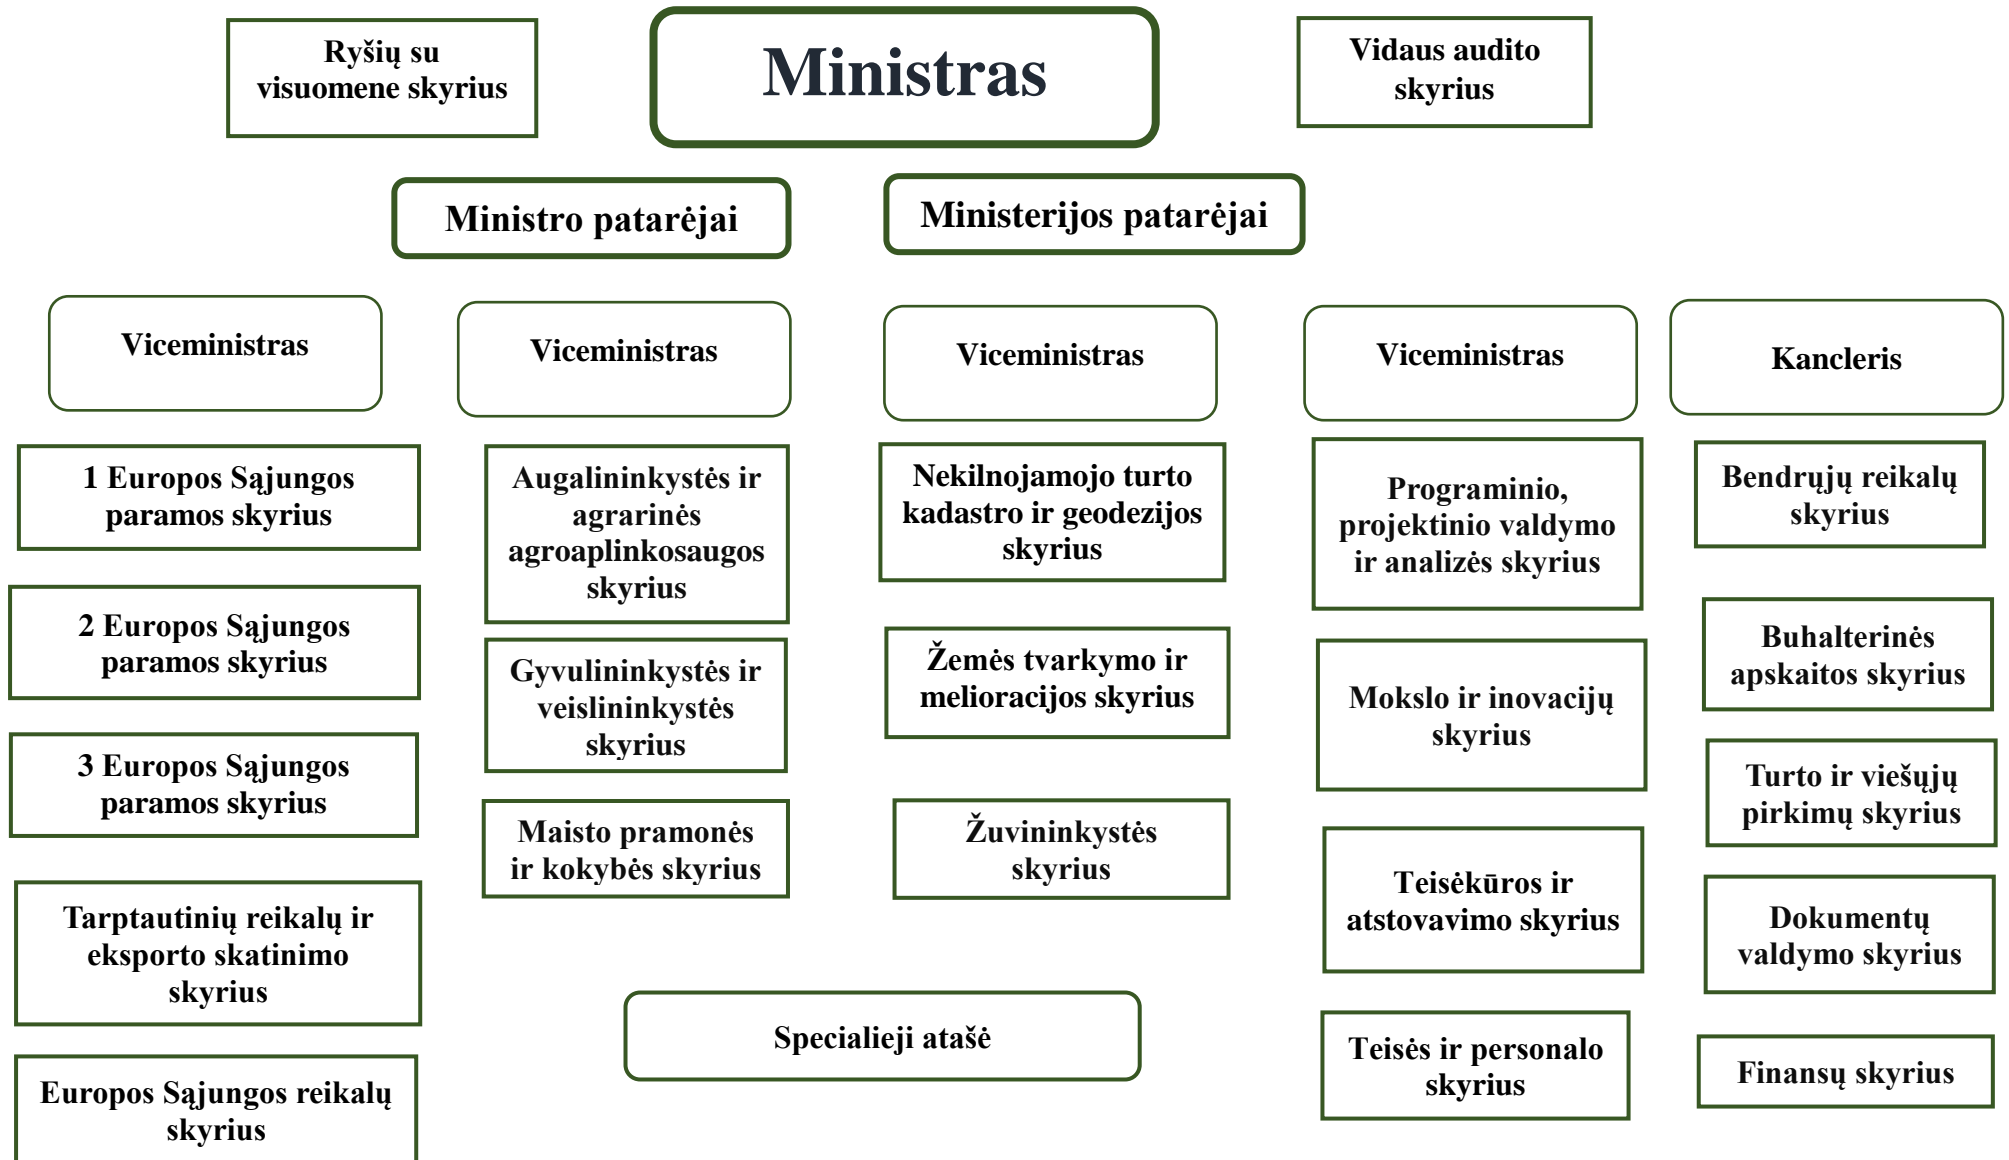 Ryšių su
visuomene skyrius
Ministras
Vidaus audito
skyrius
Ministro patarėjai
Ministerijos patarėjai
Viceministras
1 Europos Sąjungos
paramos skyrius
2 Europos Sąjungos
paramos skyrius
3 Europos Sąjungos
paramos skyrius
Tarptautinių reikalų ir
eksporto skatinimo
skyrius
Europos Sąjungos reikalų
skyrius
Viceministras
Augalininkystės ir
agrarinės
agroaplinkosaugos
skyrius
Gyvulininkystės ir
veislininkystės
skyrius
Maisto pramonės
ir kokybės skyrius
Viceministras
Nekilnojamojo turto
kadastro ir geodezijos
skyrius
Žemės tvarkymo ir
melioracijos skyrius
Žuvininkystės
skyrius
Specialieji atašė
Viceministras
Programinio,
projektinio valdymo
ir analizės skyrius
Mokslo ir inovacijų
skyrius
Teisėkūros ir
atstovavimo skyrius
Teisės ir personalo
skyrius
Kancleris
Bendrųjų reikalų
skyrius
Buhalterinės
apskaitos skyrius
Turto ir viešųjų
pirkimų skyrius
Dokumentų
valdymo skyrius
Finansų skyrius